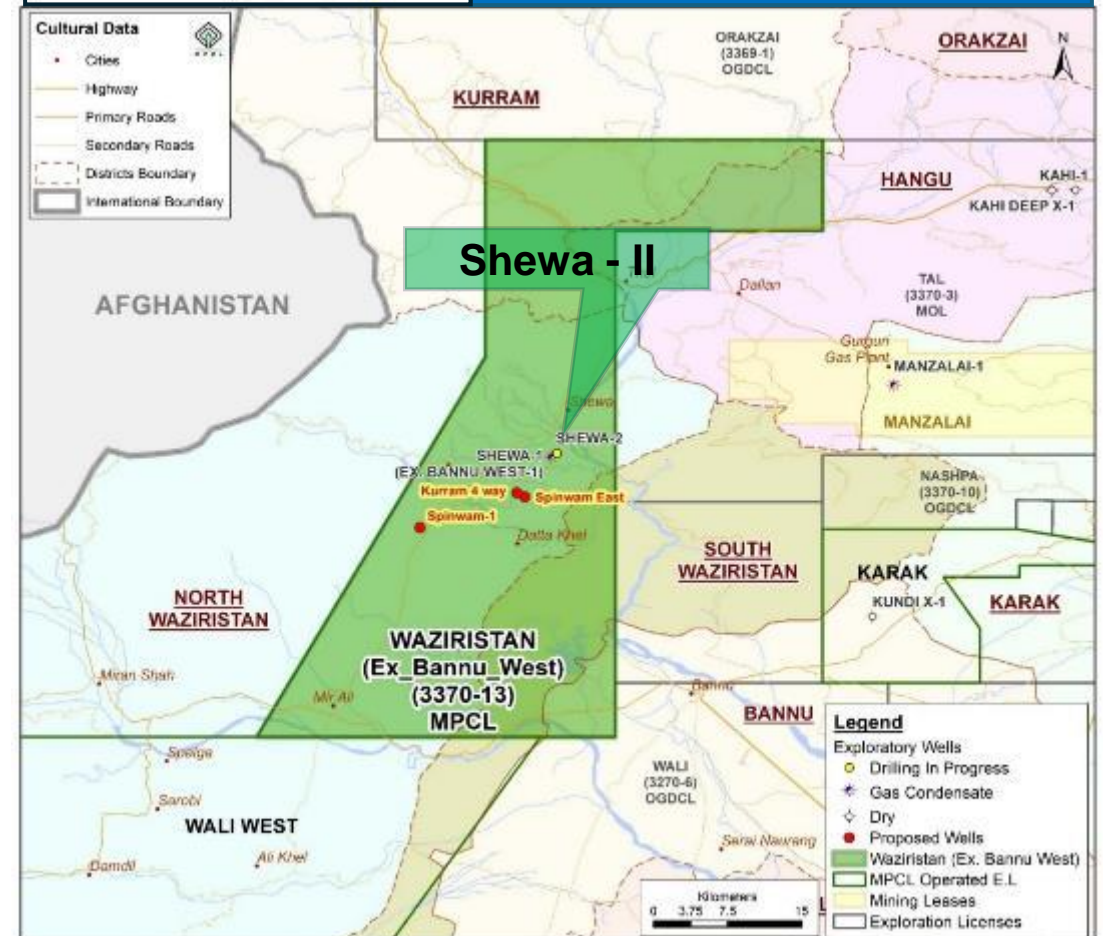 Cultural Data
Cities
Highway
Primary Roads
Secondary Roads
Districts Boundary
International Boundary
ORAKZAI
(3369-1)
OGDCL
ORAKZAI
N
KURRAM
HANGU
KAHI-1
KAHI DEEP X-1
Shewa - II
AFGHANISTAN
Dallan
TAL
(3370-3)
MOL
Gurguri
Gas Plant
MANZALAI-1
MANZALAI
Shewa
SHEWA-2
SHEWA-1
(EX. BANNU WEST-1)
Kurram 4 way
Spinwam East
Spinwam-1
Datta Khel
NASHPA
(3370-10)
OGDCL
SOUTH
WAZIRISTAN
KARAK
KUNDI X-1
KARAK
NORTH
WAZIRISTAN
WAZIRISTAN
(Ex_Bannu_West)
(3370-13)
MPCL
Miran Shah
Mir Ali
Bannu
BANNU
Spalga
Sarobi
WALI WEST
Damdil
Ali Khel
WALI
(3270-6)
OGDCL
Serai Naurang
Legend
Exploratory Wells
Drilling In Progress
Gas Condensate
Dry
Proposed Wells
Waziristan (Ex. Bannu West)
MPCL Operated E.L
Mining Leases
Exploration Licenses
Kilometers
0 3.75 7.5 15